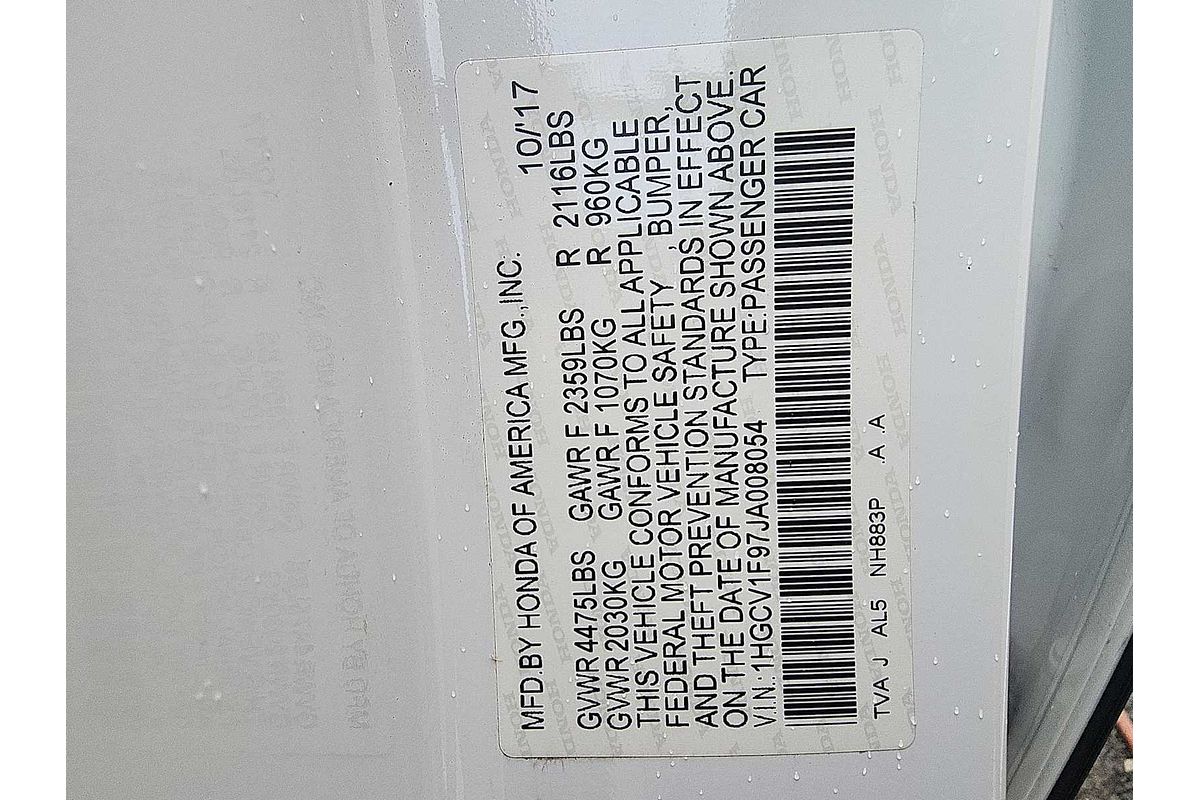 MFD.BY HONDA OF AMERICA MFG.,INC. 10/'17
GVWR 4475LBS GAWR F 2359LBS R 2116LBS
GVWR 2030KG GAWR F 1070KG R 960KG
THIS VEHICLE CONFORMS TO ALL APPLICABLE
FEDERAL MOTOR VEHICLE SAFETY, BUMPER,
AND THEFT PREVENTION STANDARDS, IN EFFECT
ON THE DATE OF MANUFACTURE SHOWN ABOVE.
V.I.N.:1HGCV1F97JA008054 TYPE:PASSENGER CAR
TVA J AL5 NH883P A A